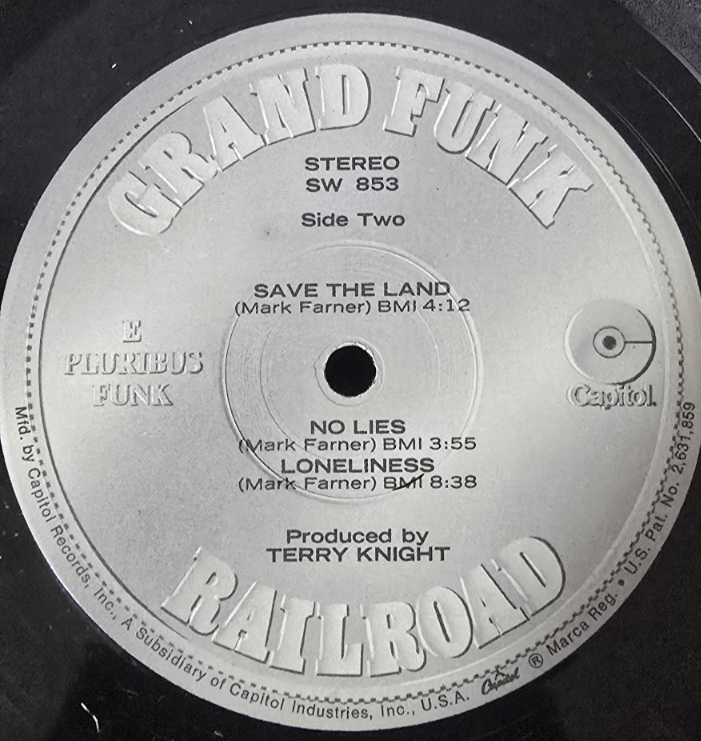 GRAND FUNK
STEREO
SW 853
Side Two
SAVE THE LAND
(Mark Farner) BMI 4:12
E
PLURIBUS
FUNK
Capitol
NO LIES
(Mark Farner) BMI 3:55
LONELINESS
(Mark Farner) BMI 8:38
Produced by
TERRY KNIGHT
RAILROAD
Mfd. by Capitol Records, Inc., A Subsidiary of Capitol Industries, Inc., U.S.A. Capitol ® Marca Reg. • U.S. Pat. No. 2,631,859